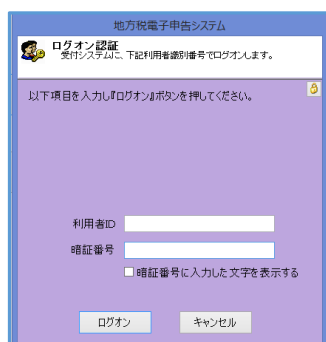 地方税電子申告システム
ログオン認証
受付システムに、下記利用者識別番号でログオンします。
以下項目を入力し『ログオン』ボタンを押してください。
利用者ID
暗証番号
暗証番号に入力した文字を表示する
ログオン
キャンセル